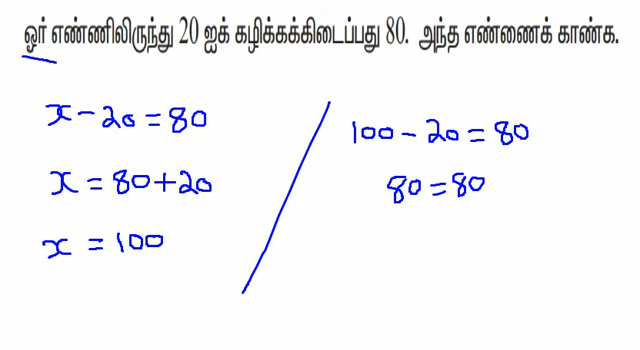 ஓர் எண்ணிலிருந்து 20 ஐக் கழிக்கக்கிடைப்பது 80. அந்த எண்ணைக் காண்க.
x - 20 = 80
x = 80 + 20
x = 100
100 - 20 = 80
80 = 80